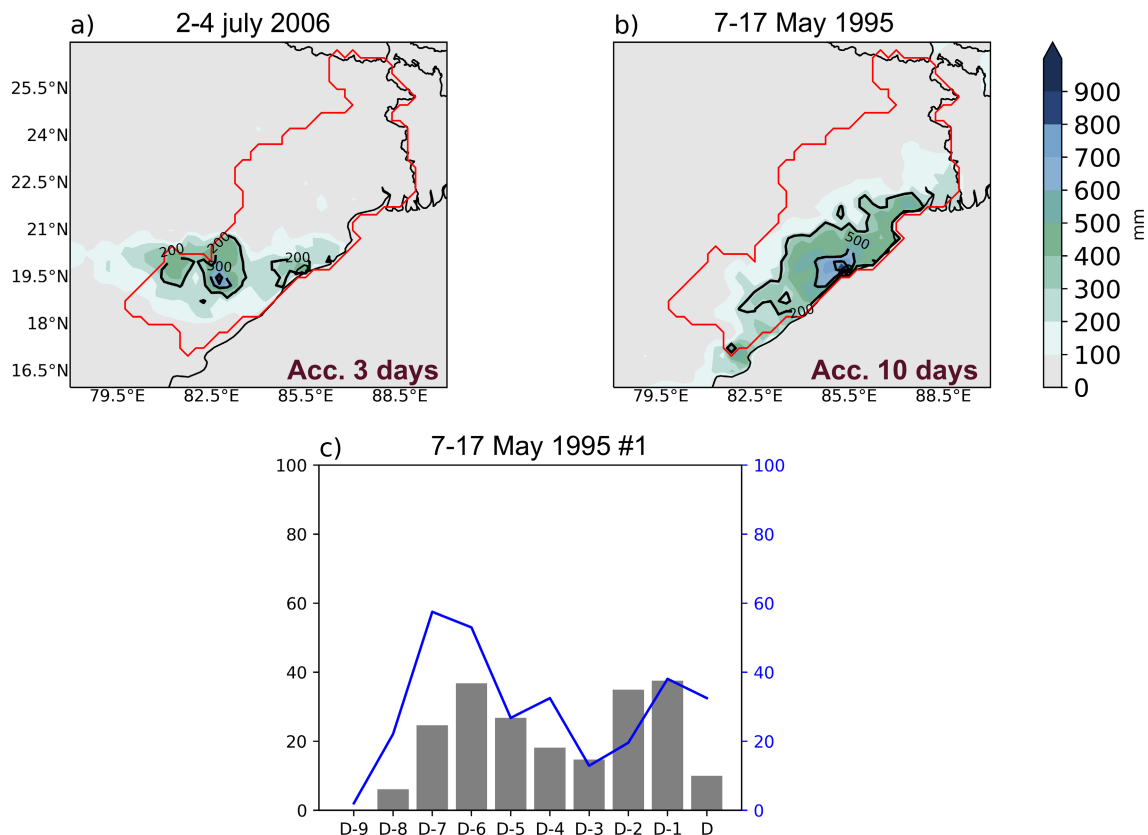 a) 2-4 july 2006
b) 7-17 May 1995
25.5°N
24°N
22.5°N
21°N
19.5°N
18°N
16.5°N
200
200
500
200
500
200
900
800
700
600
500
400
300
200
100
0
mm
Acc. 3 days
Acc. 10 days
79.5°E 82.5°E 85.5°E 88.5°E
79.5°E 82.5°E 85.5°E 88.5°E
c) 7-17 May 1995 #1
100 100
80 80
60 60
40 40
20 20
0 0
D-9 D-8 D-7 D-6 D-5 D-4 D-3 D-2 D-1 D